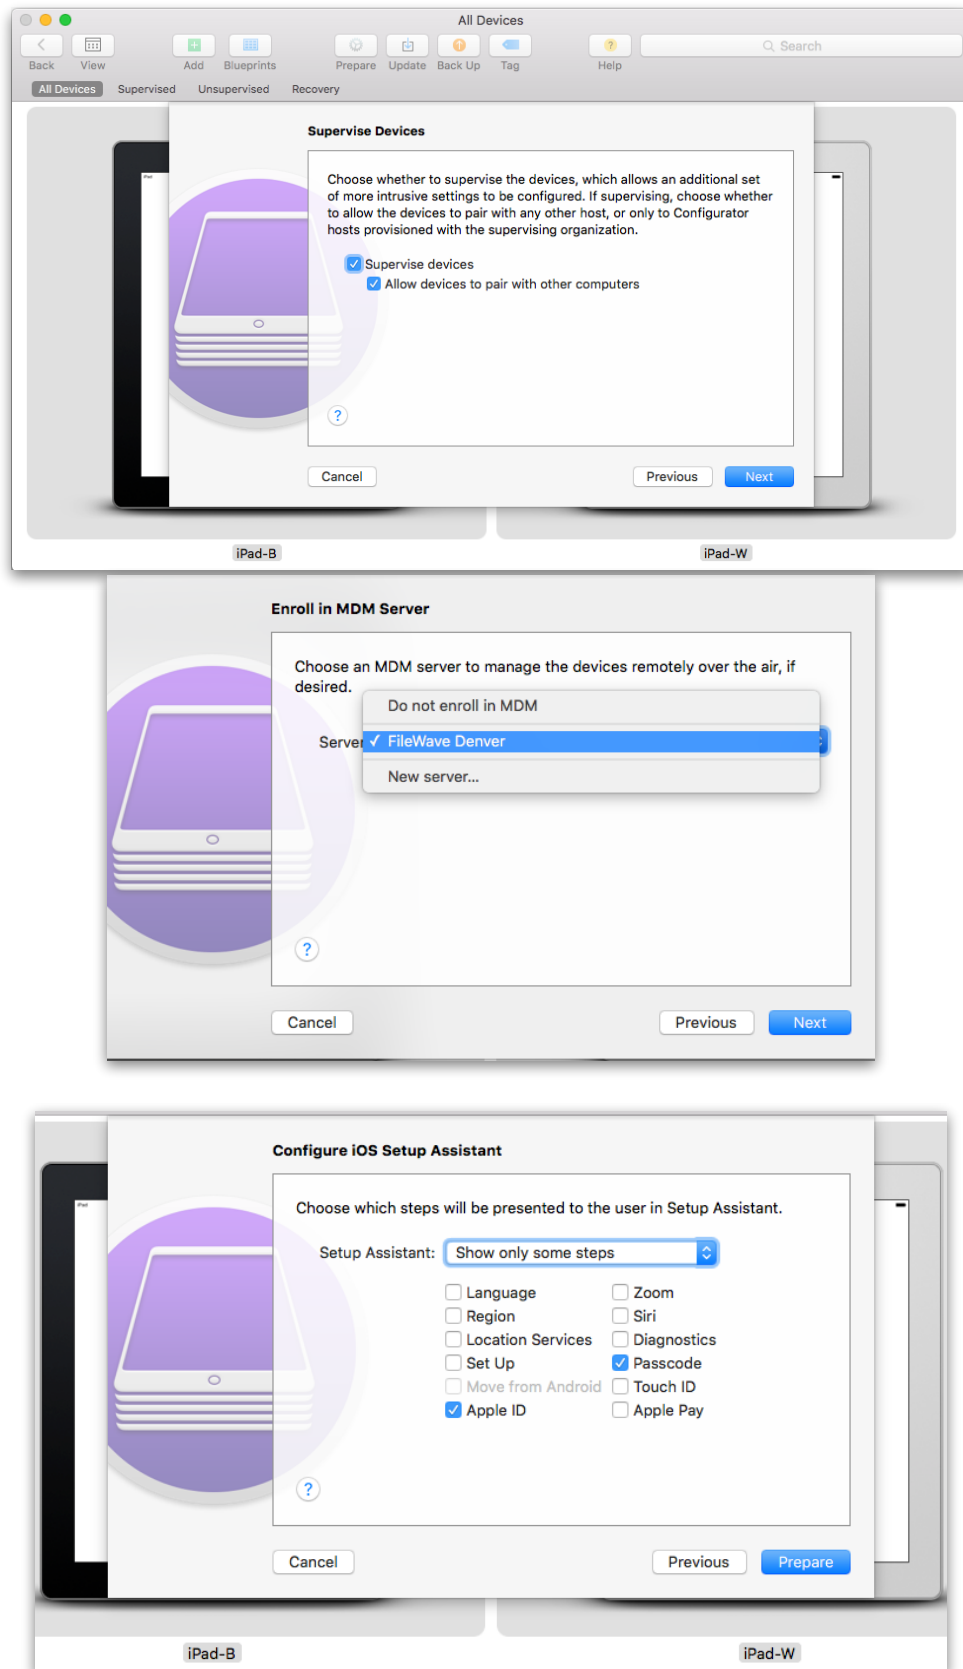 All Devices
Back View Add Blueprints Prepare Update Back Up Tag ? Help Search
All Devices Supervised Unsupervised Recovery
Supervise Devices
iPad
Choose whether to supervise the devices, which allows an additional set
of more intrusive settings to be configured. If supervising, choose whether
to allow the devices to pair with any other host, or only to Configurator
hosts provisioned with the supervising organization.
Supervise devices
Allow devices to pair with other computers
?
Cancel Previous Next
iPad-B iPad-W
Enroll in MDM Server
Choose an MDM server to manage the devices remotely over the air, if
desired.
Do not enroll in MDM
Server ✓ FileWave Denver
New server...
?
Cancel Previous Next
Configure iOS Setup Assistant
iPad
Choose which steps will be presented to the user in Setup Assistant.
Setup Assistant: Show only some steps
Language Zoom
Region Siri
Location Services Diagnostics
Set Up Passcode
Move from Android Touch ID
Apple ID Apple Pay
?
Cancel Previous Prepare
iPad-B iPad-W